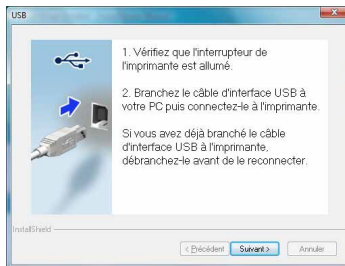 USB
1. Vérifiez que l'interrupteur de
l'imprimante est allumé.
2. Branchez le câble d'interface USB à
votre PC puis connectez-le à l'imprimante.
Si vous avez déjà branché le câble
d'interface USB à l'imprimante,
débranchez-le avant de le reconnecter.
InstallShield
< Précédent Suivant > Annuler